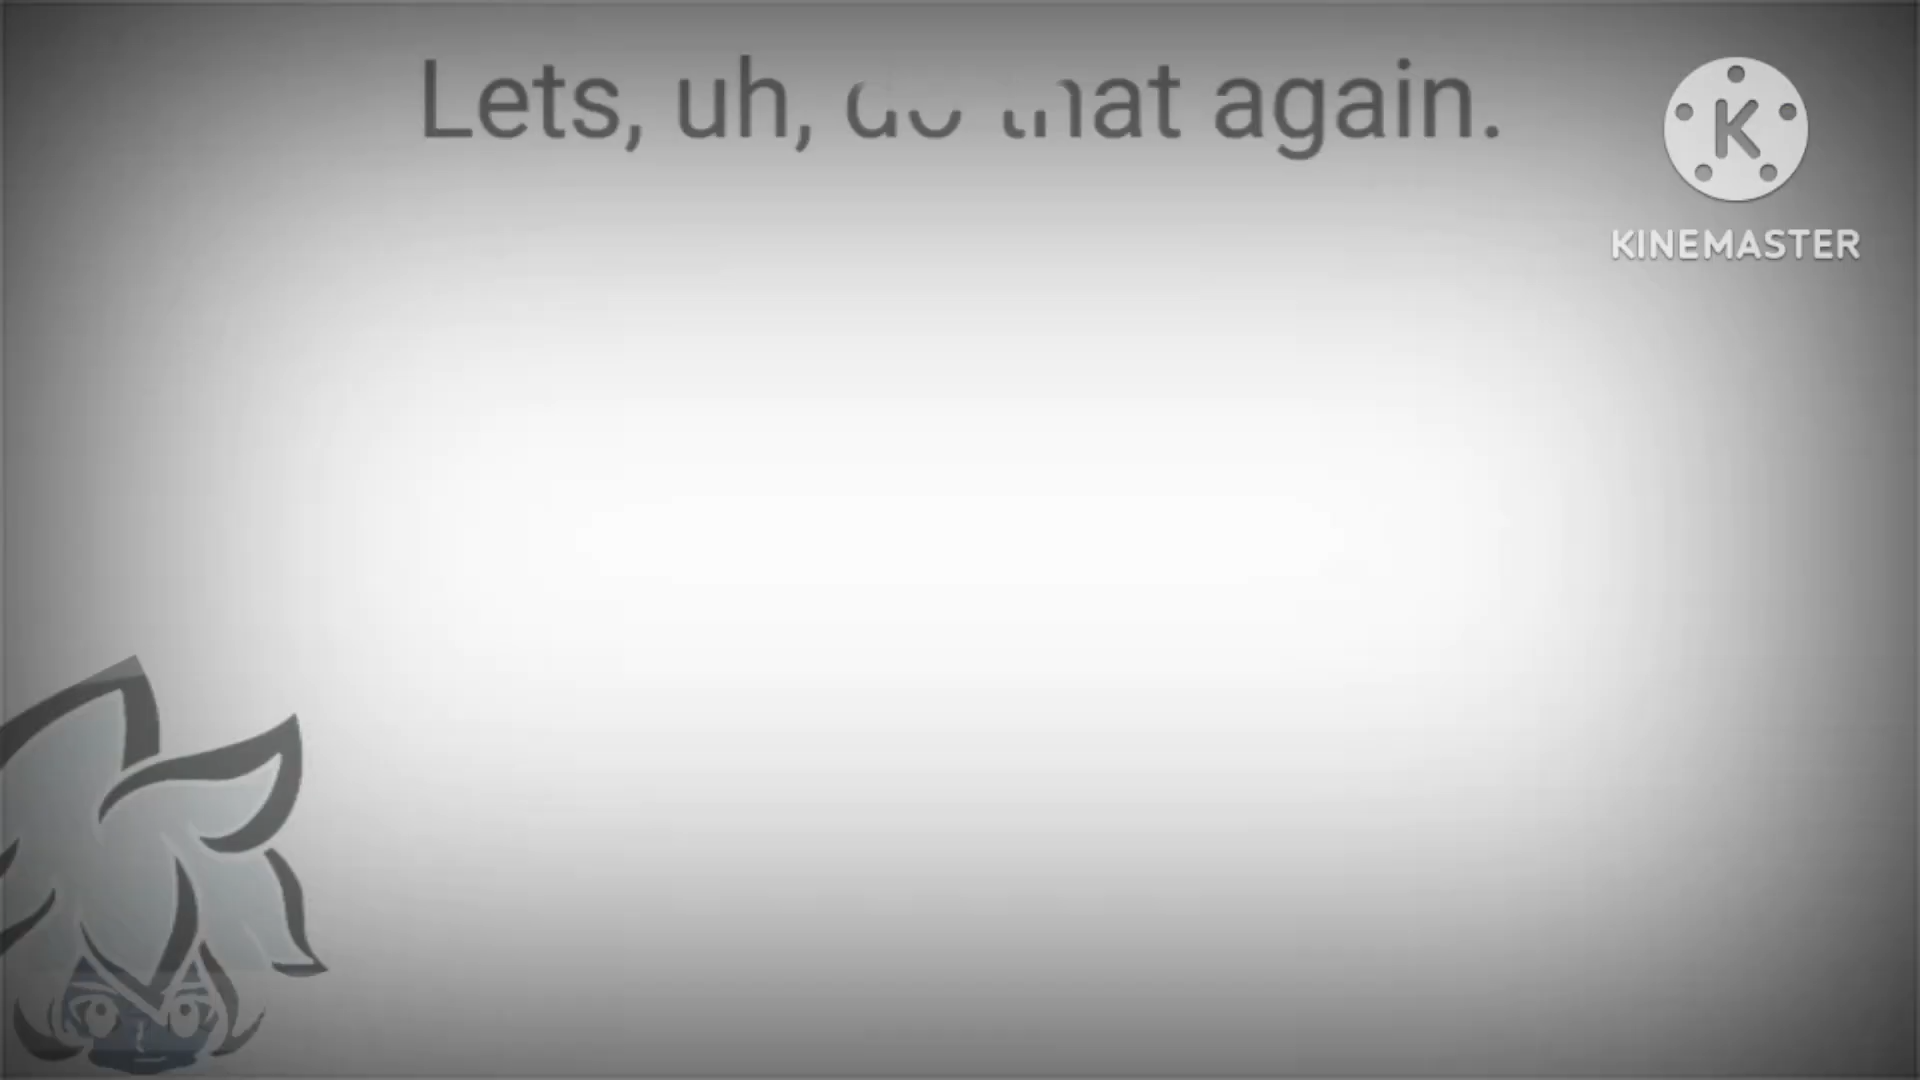 Lets, uh, do that again.
K
KINEMASTER